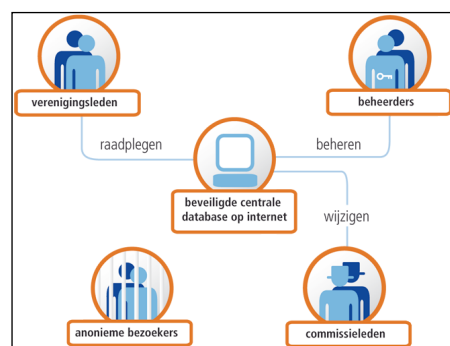 verenigingsleden
beheerders
raadplegen
beheren
beveiligde centrale
database op internet
wijzigen
anonieme bezoekers
commissieleden